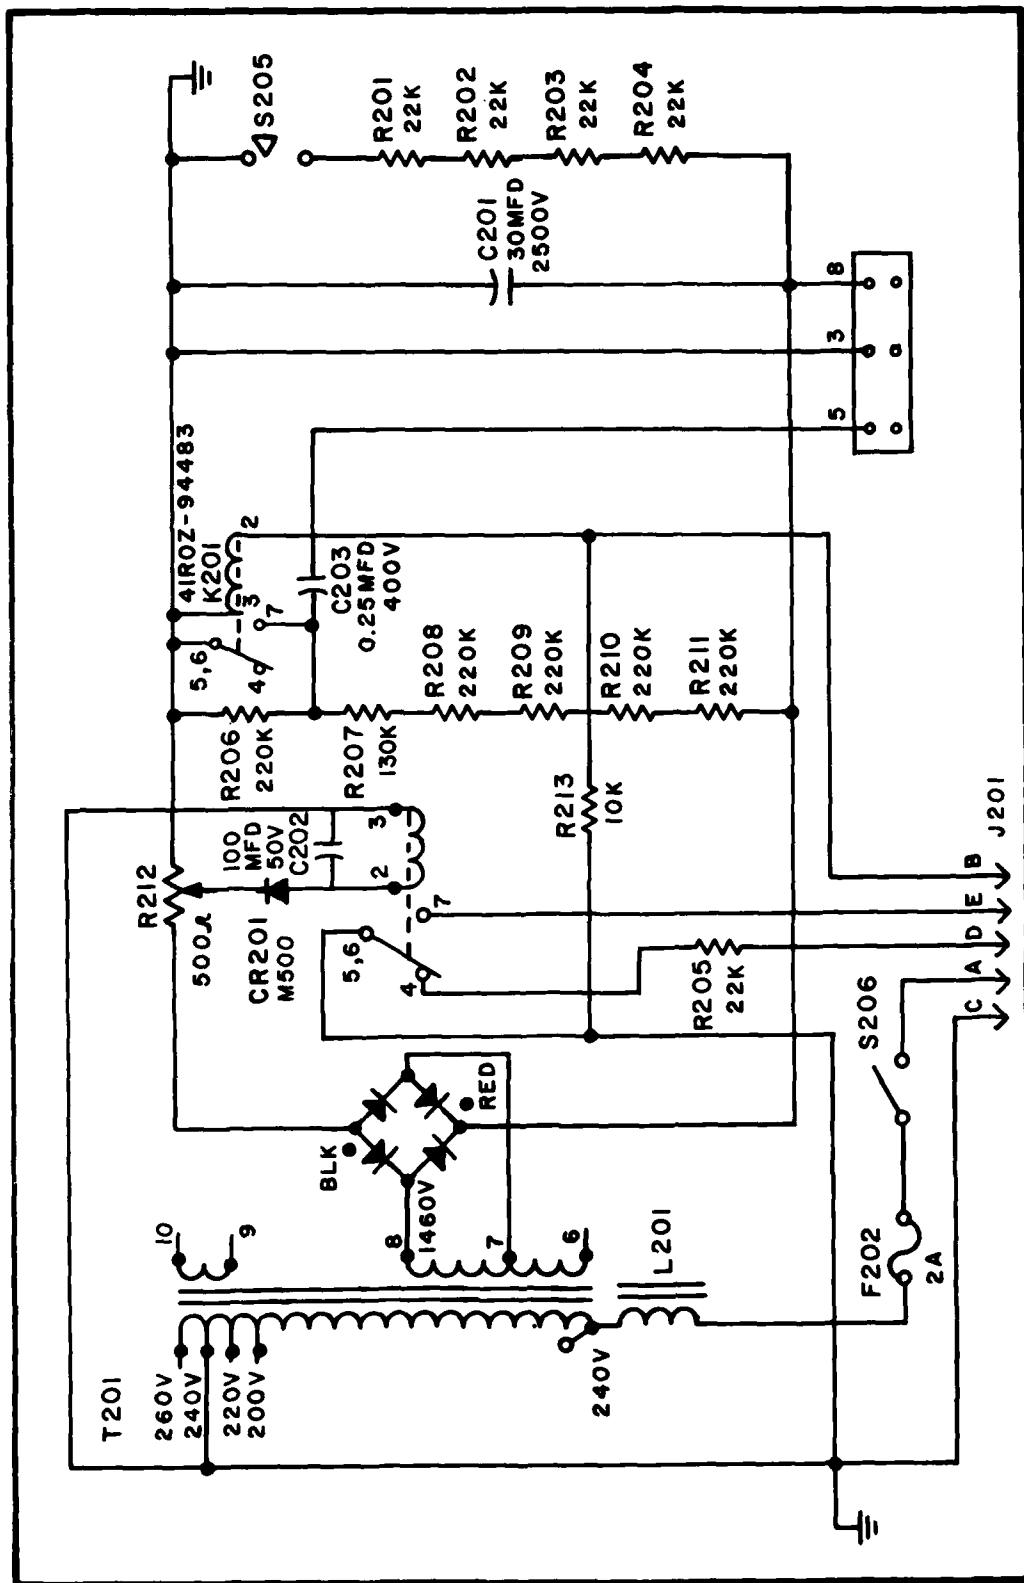 T201
260V
240V
220V
200V
240V
10
9
8
1460V
7
6
L201
F202
2A
S206
BLK
RED
R212
500Ω
CR201
M500
100
MFD
50V
C202
2
3
5,6
4
7
R205
22K
R213
10K
R206
220K
R207
130K
R208
220K
R209
220K
R210
220K
R211
220K
41ROZ-94483
K201
5,6
4
3
7
2
C203
0.25MFD
400V
C201
30MFD
2500V
S205
R201
22K
R202
22K
R203
22K
R204
22K
5
3
8
C
A
D
E
B
J201